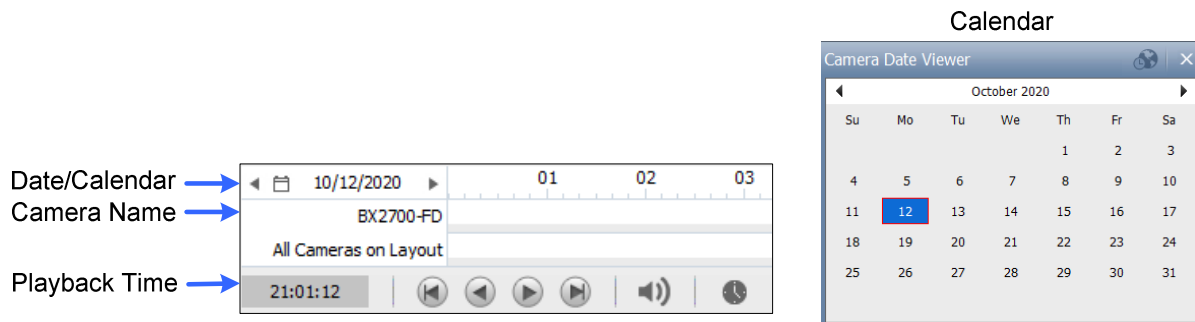 Calendar
Camera Date Viewer
October 2020
Su Mo Tu We Th Fr Sa
1 2 3
4 5 6 7 8 9 10
11 12 13 14 15 16 17
18 19 20 21 22 23 24
25 26 27 28 29 30 31
Date/Calendar
10/12/2020 01 02 03
Camera Name
BX2700-FD
All Cameras on Layout
Playback Time
21:01:12